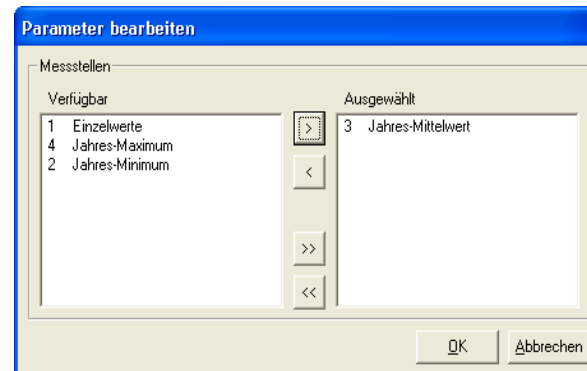 Parameter bearbeiten
Messstellen
Verfügbar
Ausgewählt
1 Einzelwerte
4 Jahres-Maximum
2 Jahres-Minimum
>
<
>>
<<
3 Jahres-Mittelwert
OK
Abbrechen